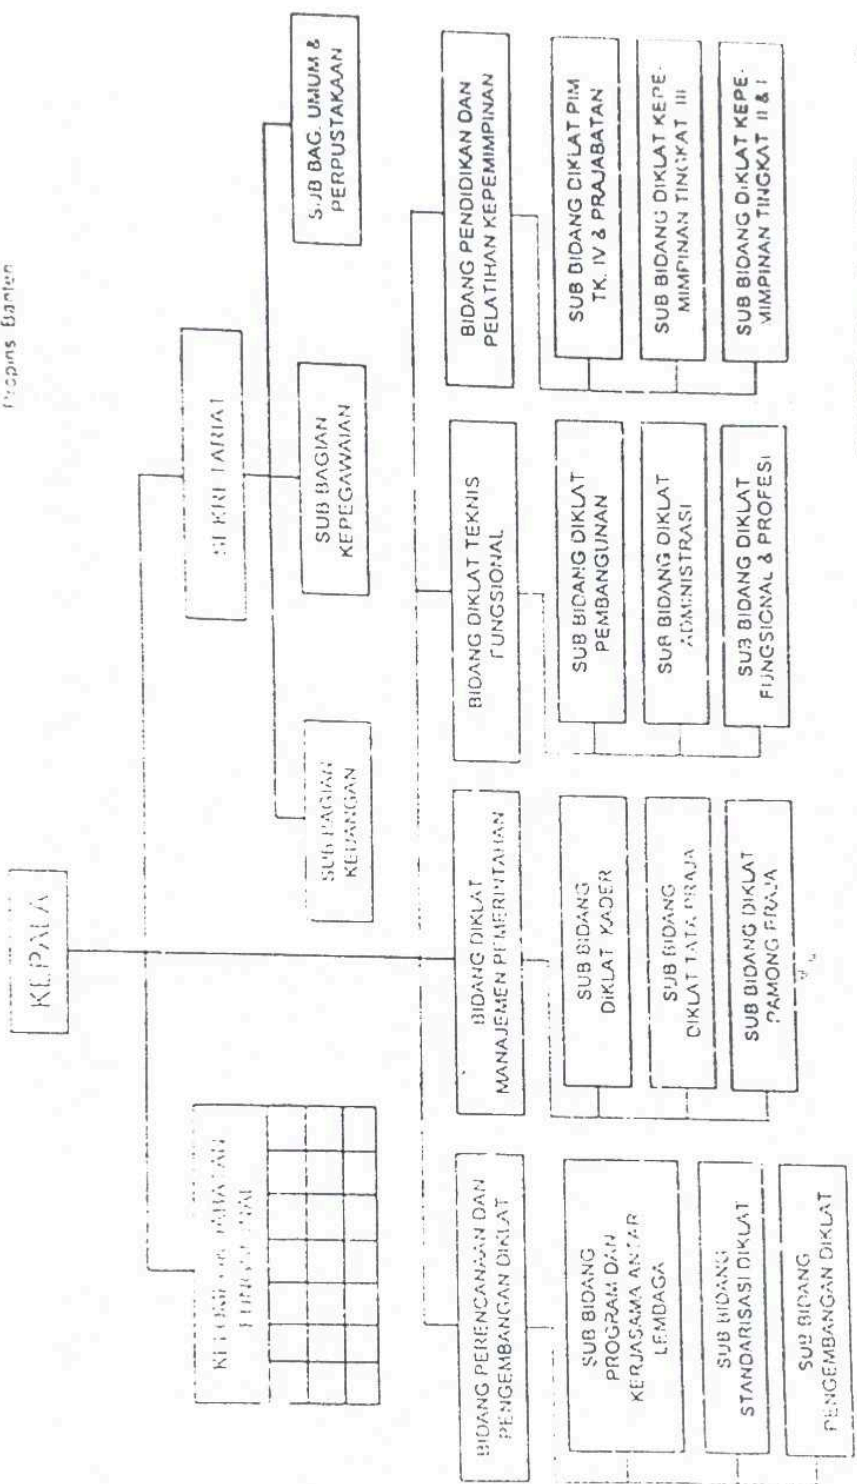 Propins Banten
KEPALA
KELOMPOK JABATAN
FUNGSIONAL
SEKRETARIAT
SUB BAGIAN
KEUANGAN
SUB BAGIAN
KEPEGAWAIAN
SUB BAG. UMUM &
PERPUSTAKAAN
BIDANG PERENCANAAN DAN
PENGEMBANGAN DIKLAT
SUB BIDANG
PROGRAM DAN
KERJASAMA ANTAR
LEMBAGA
SUB BIDANG
STANDARISASI DIKLAT
SUB BIDANG
PENGEMBANGAN DIKLAT
BIDANG DIKLAT
MANAJEMEN PEMERINTAHAN
SUB BIDANG
DIKLAT KADER
SUB BIDANG
DIKLAT TATA PRAJA
SUB BIDANG DIKLAT
PAMONG PRAJA
BIDANG DIKLAT TEKNIS
FUNGSIONAL
SUB BIDANG DIKLAT
PEMBANGUNAN
SUB BIDANG DIKLAT
ADMINISTRASI
SUB BIDANG DIKLAT
FUNGSIONAL & PROFESI
BIDANG PENDIDIKAN DAN
PELATIHAN KEPEMIMPINAN
SUB BIDANG DIKLAT PIM
TK. IV & PRAJABATAN
SUB BIDANG DIKLAT KEPE-
MIMPINAN TINGKAT III
SUB BIDANG DIKLAT KEPE-
MIMPINAN TINGKAT II & I